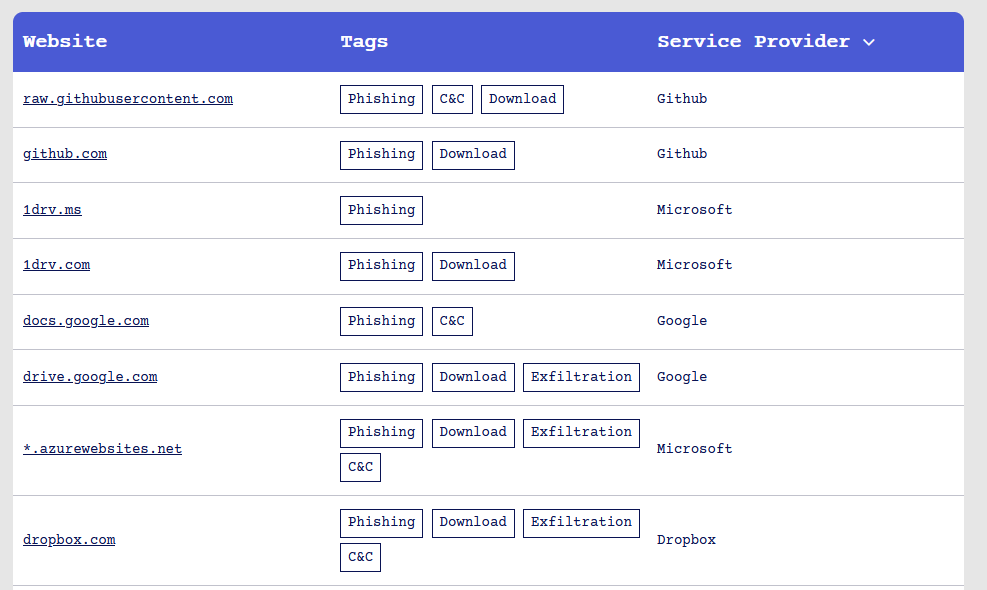 Website Tags Service Provider
raw.githubusercontent.com Phishing C&C Download Github
github.com Phishing Download Github
1drv.ms Phishing Microsoft
1drv.com Phishing Download Microsoft
docs.google.com Phishing C&C Google
drive.google.com Phishing Download Exfiltration Google
*.azurewebsites.net Phishing Download Exfiltration Microsoft
C&C
dropbox.com Phishing Download Exfiltration Dropbox
C&C